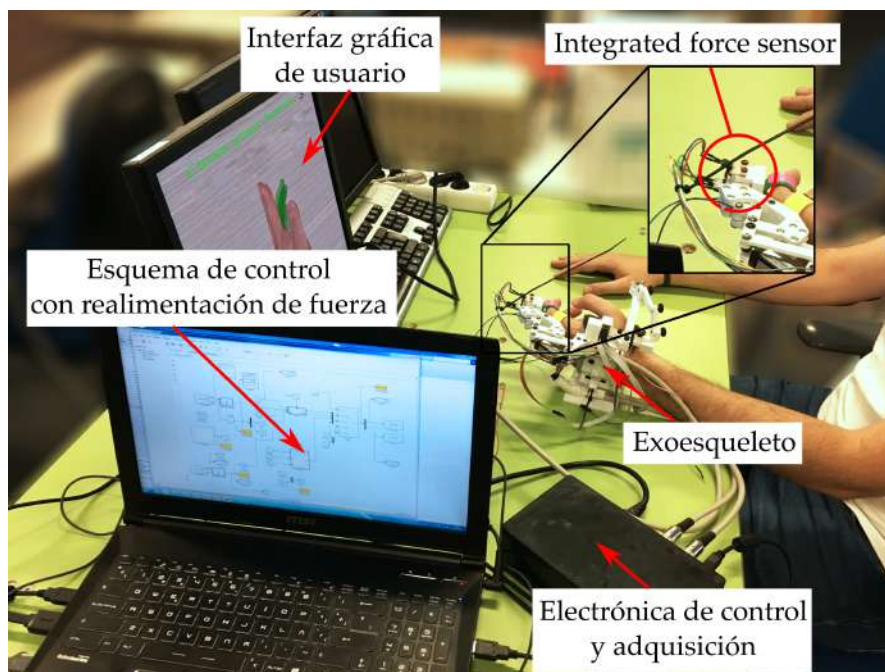 Interfaz gráfica
de usuario
Integrated force sensor
Esquema de control
con realimentación de fuerza
Exoesqueleto
msi
Electrónica de control
y adquisición